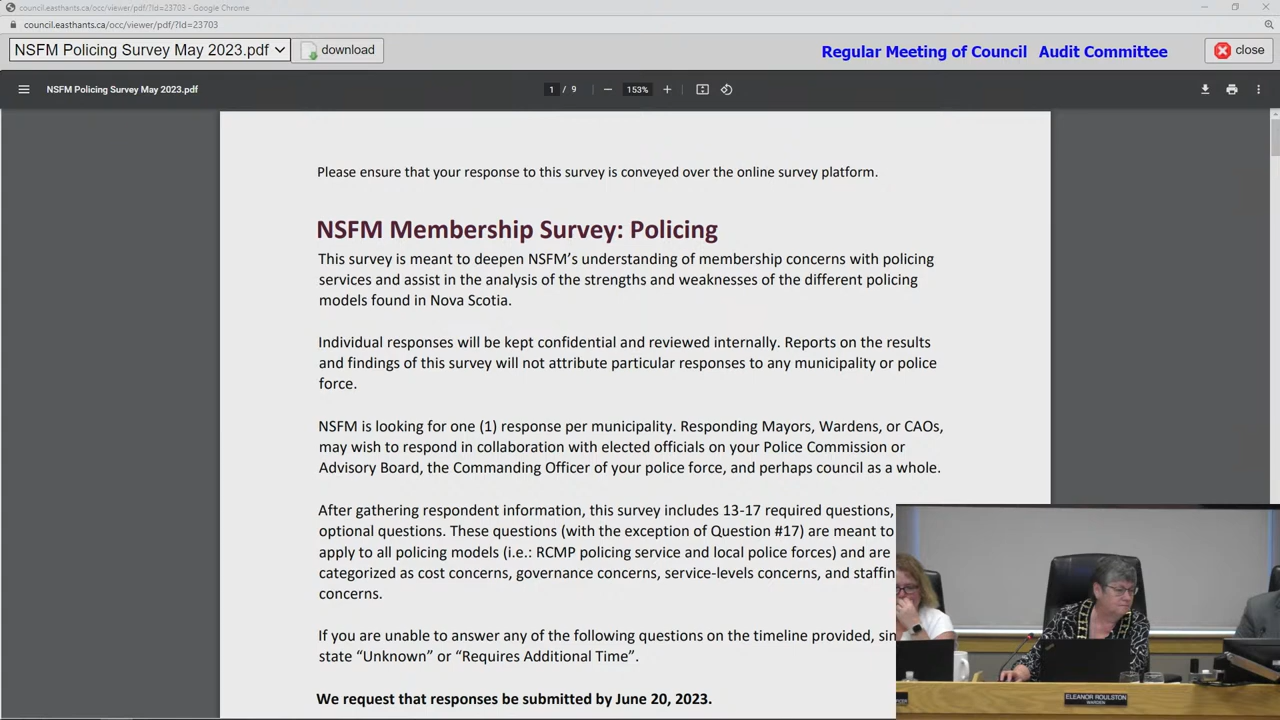 council.easthants.ca/occ/viewer/pdf/?Id=23703 - Google Chrome
council.easthants.ca/occ/viewer/pdf/?Id=23703
NSFM Policing Survey May 2023.pdf download Regular Meeting of Council Audit Committee close
NSFM Policing Survey May 2023.pdf 1 / 9 153%
Please ensure that your response to this survey is conveyed over the online survey platform.
NSFM Membership Survey: Policing
This survey is meant to deepen NSFM's understanding of membership concerns with policing
services and assist in the analysis of the strengths and weaknesses of the different policing
models found in Nova Scotia.
Individual responses will be kept confidential and reviewed internally. Reports on the results
and findings of this survey will not attribute particular responses to any municipality or police
force.
NSFM is looking for one (1) response per municipality. Responding Mayors, Wardens, or CAOs,
may wish to respond in collaboration with elected officials on your Police Commission or
Advisory Board, the Commanding Officer of your police force, and perhaps council as a whole.
After gathering respondent information, this survey includes 13-17 required questions,
optional questions. These questions (with the exception of Question #17) are meant to
apply to all policing models (i.e.: RCMP policing service and local police forces) and are
categorized as cost concerns, governance concerns, service-levels concerns, and staffin
concerns.
If you are unable to answer any of the following questions on the timeline provided, sim
state "Unknown" or "Requires Additional Time".
We request that responses be submitted by June 20, 2023.
ELEANOR ROULSTON
WARDEN